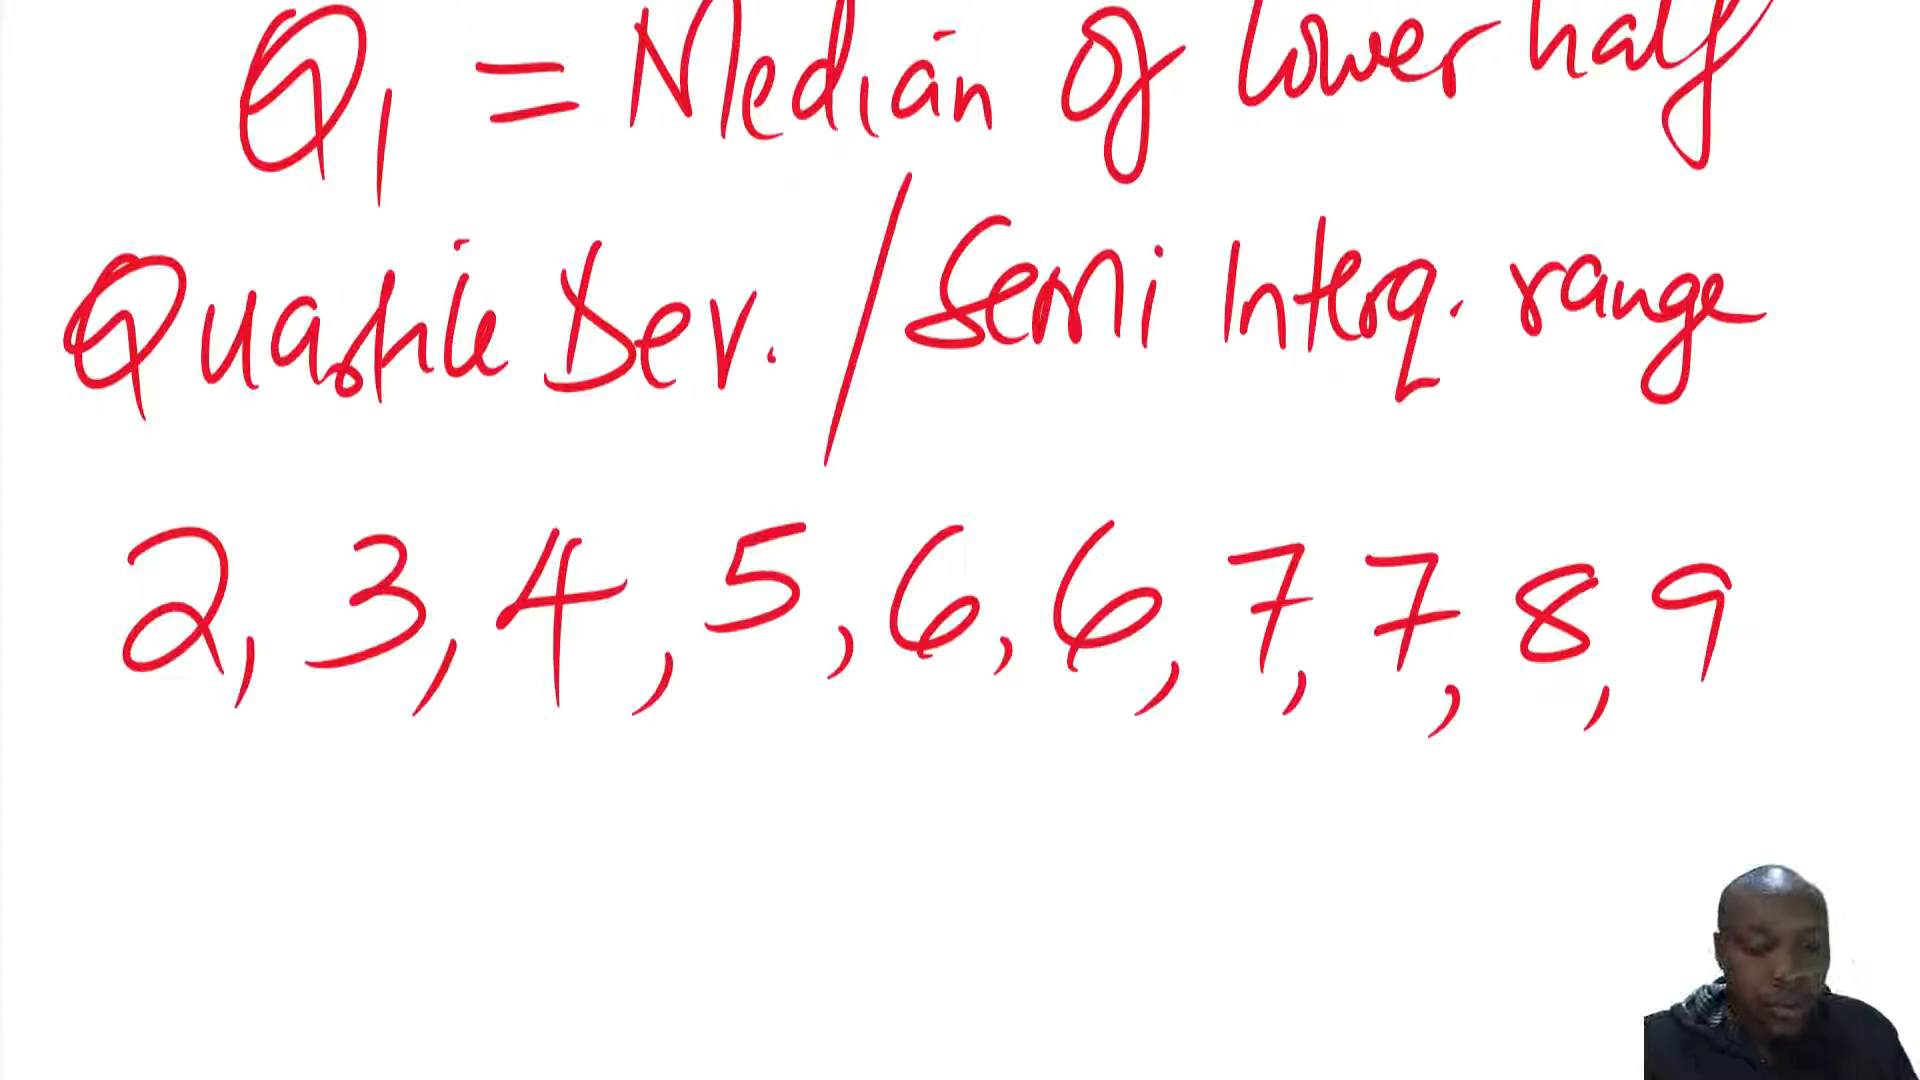 Q1 = Median of lower half
Quartile Dev. / Semi Interq. range
2, 3, 4, 5, 6, 6, 7, 7, 8, 9